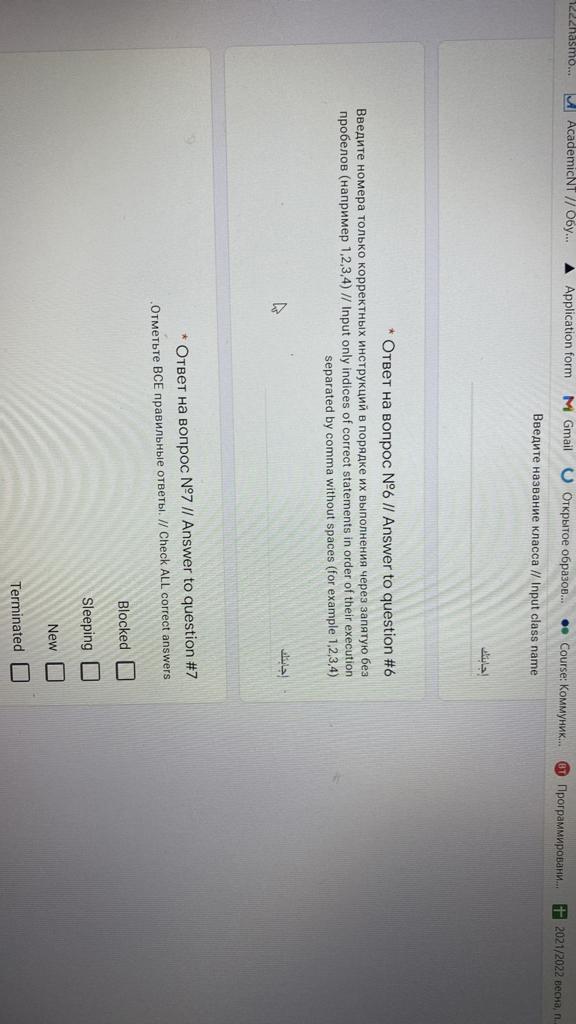 AcademicNT // Обу...
Application form
Gmail
Открытое образов...
Course: Коммуник...
BT Программировани...
2021/2022 весна, п...
Введите название класса // Input class name
إجابتك
* Ответ на вопрос №6 // Answer to question #6
Введите номера только корректных инструкций в порядке их выполнения через запятую без
пробелов (например 1,2,3,4) // Input only indices of correct statements in order of their execution
separated by comma without spaces (for example 1,2,3,4)
إجابتك
* Ответ на вопрос №7 // Answer to question #7
.Отметьте ВСЕ правильные ответы. // Check ALL correct answers
Blocked
Sleeping
New
Terminated